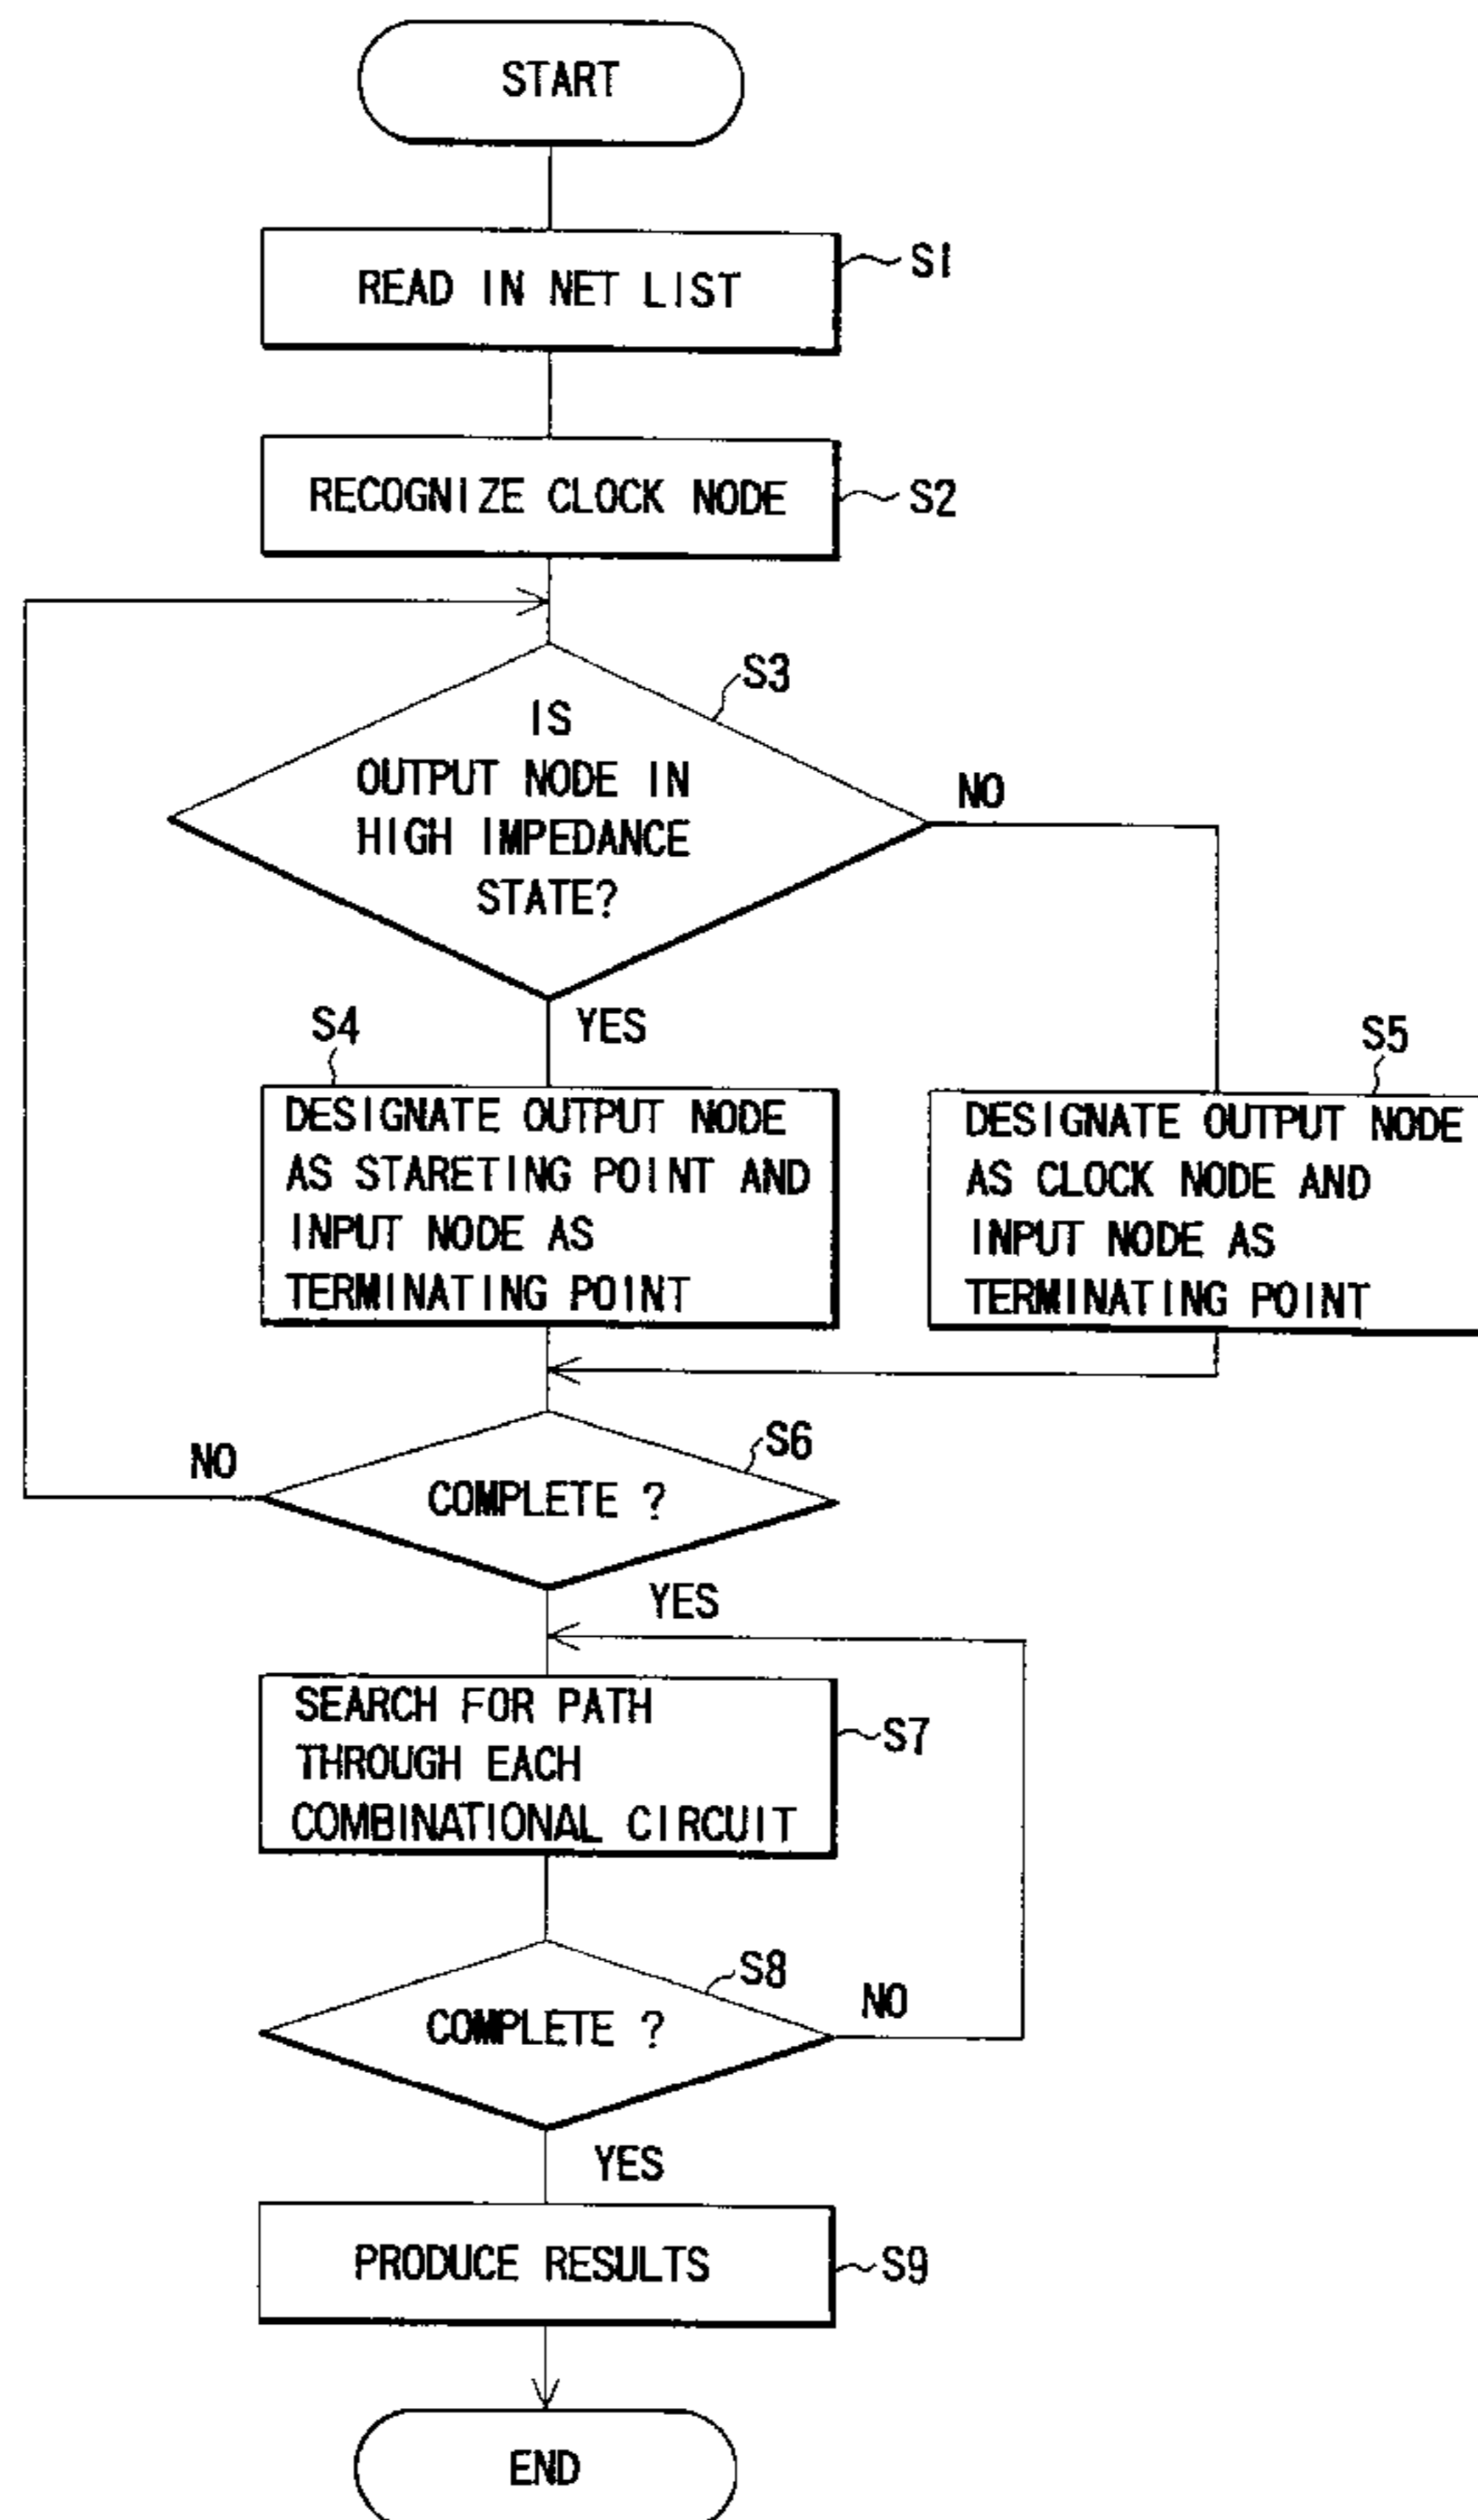 START
READ IN NET LIST
S1
RECOGNIZE CLOCK NODE
S2
S3
IS
OUTPUT NODE IN
HIGH IMPEDANCE
STATE?
NO
YES
S4
DESIGNATE OUTPUT NODE
AS STARETING POINT AND
INPUT NODE AS
TERMINATING POINT
S5
DESIGNATE OUTPUT NODE
AS CLOCK NODE AND
INPUT NODE AS
TERMINATING POINT
S6
NO
COMPLETE ?
YES
SEARCH FOR PATH
THROUGH EACH
COMBINATIONAL CIRCUIT
S7
S8
NO
COMPLETE ?
YES
PRODUCE RESULTS
S9
END